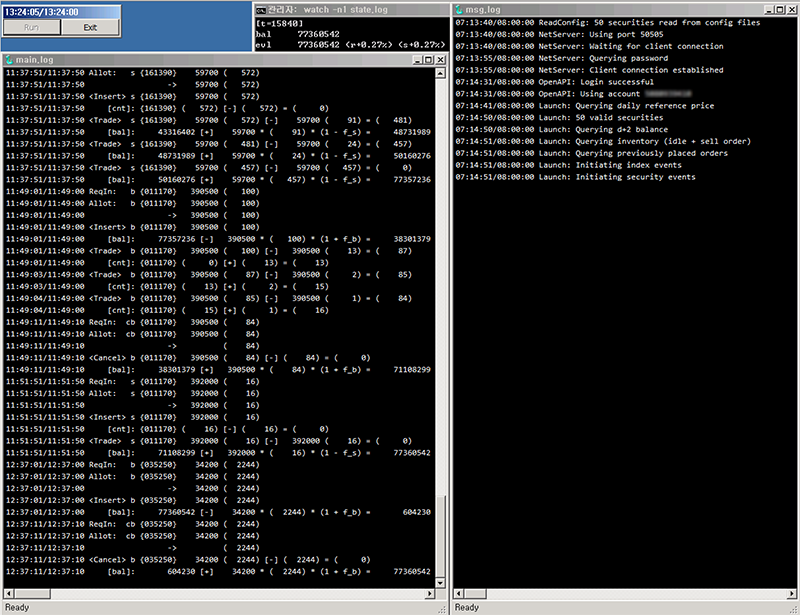 13:24:05/13:24:00
Run
Exit
관리자: watch -n1 state.log
[t=15840]
bal 77360542
evl 77360542 (r+0.27%) (s+0.27%)
main.log
11:37:51/11:37:50 Allot: s {161390} 59700 ( 572)
11:37:51/11:37:50 -> 59700 ( 572)
11:37:51/11:37:50 <Insert> s {161390} 59700 ( 572)
11:37:51/11:37:50 [cnt]: {161390} ( 572) [-] ( 572) = ( 0)
11:37:51/11:37:50 <Trade> s {161390} 59700 ( 572) [-] 59700 ( 91) = ( 481)
11:37:51/11:37:50 [bal]: 43316402 [+] 59700 * ( 91) * (1 - f_s) = 48731989
11:37:51/11:37:50 <Trade> s {161390} 59700 ( 481) [-] 59700 ( 24) = ( 457)
11:37:51/11:37:50 [bal]: 48731989 [+] 59700 * ( 24) * (1 - f_s) = 50160276
11:37:51/11:37:50 <Trade> s {161390} 59700 ( 457) [-] 59700 ( 457) = ( 0)
11:37:51/11:37:50 [bal]: 50160276 [+] 59700 * ( 457) * (1 - f_s) = 77357236
11:49:01/11:49:00 ReqIn: b {011170} 390500 ( 100)
11:49:01/11:49:00 Allot: b {011170} 390500 ( 100)
11:49:01/11:49:00 -> 390500 ( 100)
11:49:01/11:49:00 <Insert> b {011170} 390500 ( 100)
11:49:01/11:49:00 [bal]: 77357236 [-] 390500 * ( 100) * (1 + f_b) = 38301379
11:49:01/11:49:00 <Trade> b {011170} 390500 ( 100) [-] 390500 ( 13) = ( 87)
11:49:01/11:49:00 [cnt]: {011170} ( 0) [+] ( 13) = ( 13)
11:49:03/11:49:00 <Trade> b {011170} 390500 ( 87) [-] 390500 ( 2) = ( 85)
11:49:03/11:49:00 [cnt]: {011170} ( 13) [+] ( 2) = ( 15)
11:49:04/11:49:00 <Trade> b {011170} 390500 ( 85) [-] 390500 ( 1) = ( 84)
11:49:04/11:49:00 [cnt]: {011170} ( 15) [+] ( 1) = ( 16)
11:49:11/11:49:10 ReqIn: cb {011170} 390500 ( 84)
11:49:11/11:49:10 Allot: cb {011170} 390500 ( 84)
11:49:11/11:49:10 -> ( 84)
11:49:11/11:49:10 <Cancel> b {011170} 390500 ( 84) [-] ( 84) = ( 0)
11:49:11/11:49:10 [bal]: 38301379 [+] 390500 * ( 84) * (1 + f_b) = 71108299
11:51:51/11:51:50 ReqIn: s {011170} 392000 ( 16)
11:51:51/11:51:50 Allot: s {011170} 392000 ( 16)
11:51:51/11:51:50 -> 392000 ( 16)
11:51:51/11:51:50 <Insert> s {011170} 392000 ( 16)
11:51:51/11:51:50 [cnt]: {011170} ( 16) [-] ( 16) = ( 0)
11:51:51/11:51:50 <Trade> s {011170} 392000 ( 16) [-] 392000 ( 16) = ( 0)
11:51:51/11:51:50 [bal]: 71108299 [+] 392000 * ( 16) * (1 - f_s) = 77360542
12:37:01/12:37:00 ReqIn: b {035250} 34200 ( 2244)
12:37:01/12:37:00 Allot: b {035250} 34200 ( 2244)
12:37:01/12:37:00 -> 34200 ( 2244)
12:37:01/12:37:00 <Insert> b {035250} 34200 ( 2244)
12:37:01/12:37:00 [bal]: 77360542 [-] 34200 * ( 2244) * (1 + f_b) = 604230
12:37:11/12:37:10 ReqIn: cb {035250} 34200 ( 2244)
12:37:11/12:37:10 Allot: cb {035250} 34200 ( 2244)
12:37:11/12:37:10 -> ( 2244)
12:37:11/12:37:10 <Cancel> b {035250} 34200 ( 2244) [-] ( 2244) = ( 0)
12:37:11/12:37:10 [bal]: 604230 [+] 34200 * ( 2244) * (1 + f_b) = 77360542
Ready
msg.log
07:13:40/08:00:00 ReadConfig: 50 securities read from config files
07:13:40/08:00:00 NetServer: Using port 50505
07:13:40/08:00:00 NetServer: Waiting for client connection
07:13:55/08:00:00 NetServer: Querying password
07:13:55/08:00:00 NetServer: Client connection established
07:14:31/08:00:00 OpenAPI: Login successful
07:14:31/08:00:00 OpenAPI: Using account
07:14:41/08:00:00 Launch: Querying daily reference price
07:14:50/08:00:00 Launch: 50 valid securities
07:14:50/08:00:00 Launch: Querying d+2 balance
07:14:51/08:00:00 Launch: Querying inventory (idle + sell order)
07:14:51/08:00:00 Launch: Querying previously placed orders
07:14:51/08:00:00 Launch: Initiating index events
07:14:51/08:00:00 Launch: Initiating security events
Ready